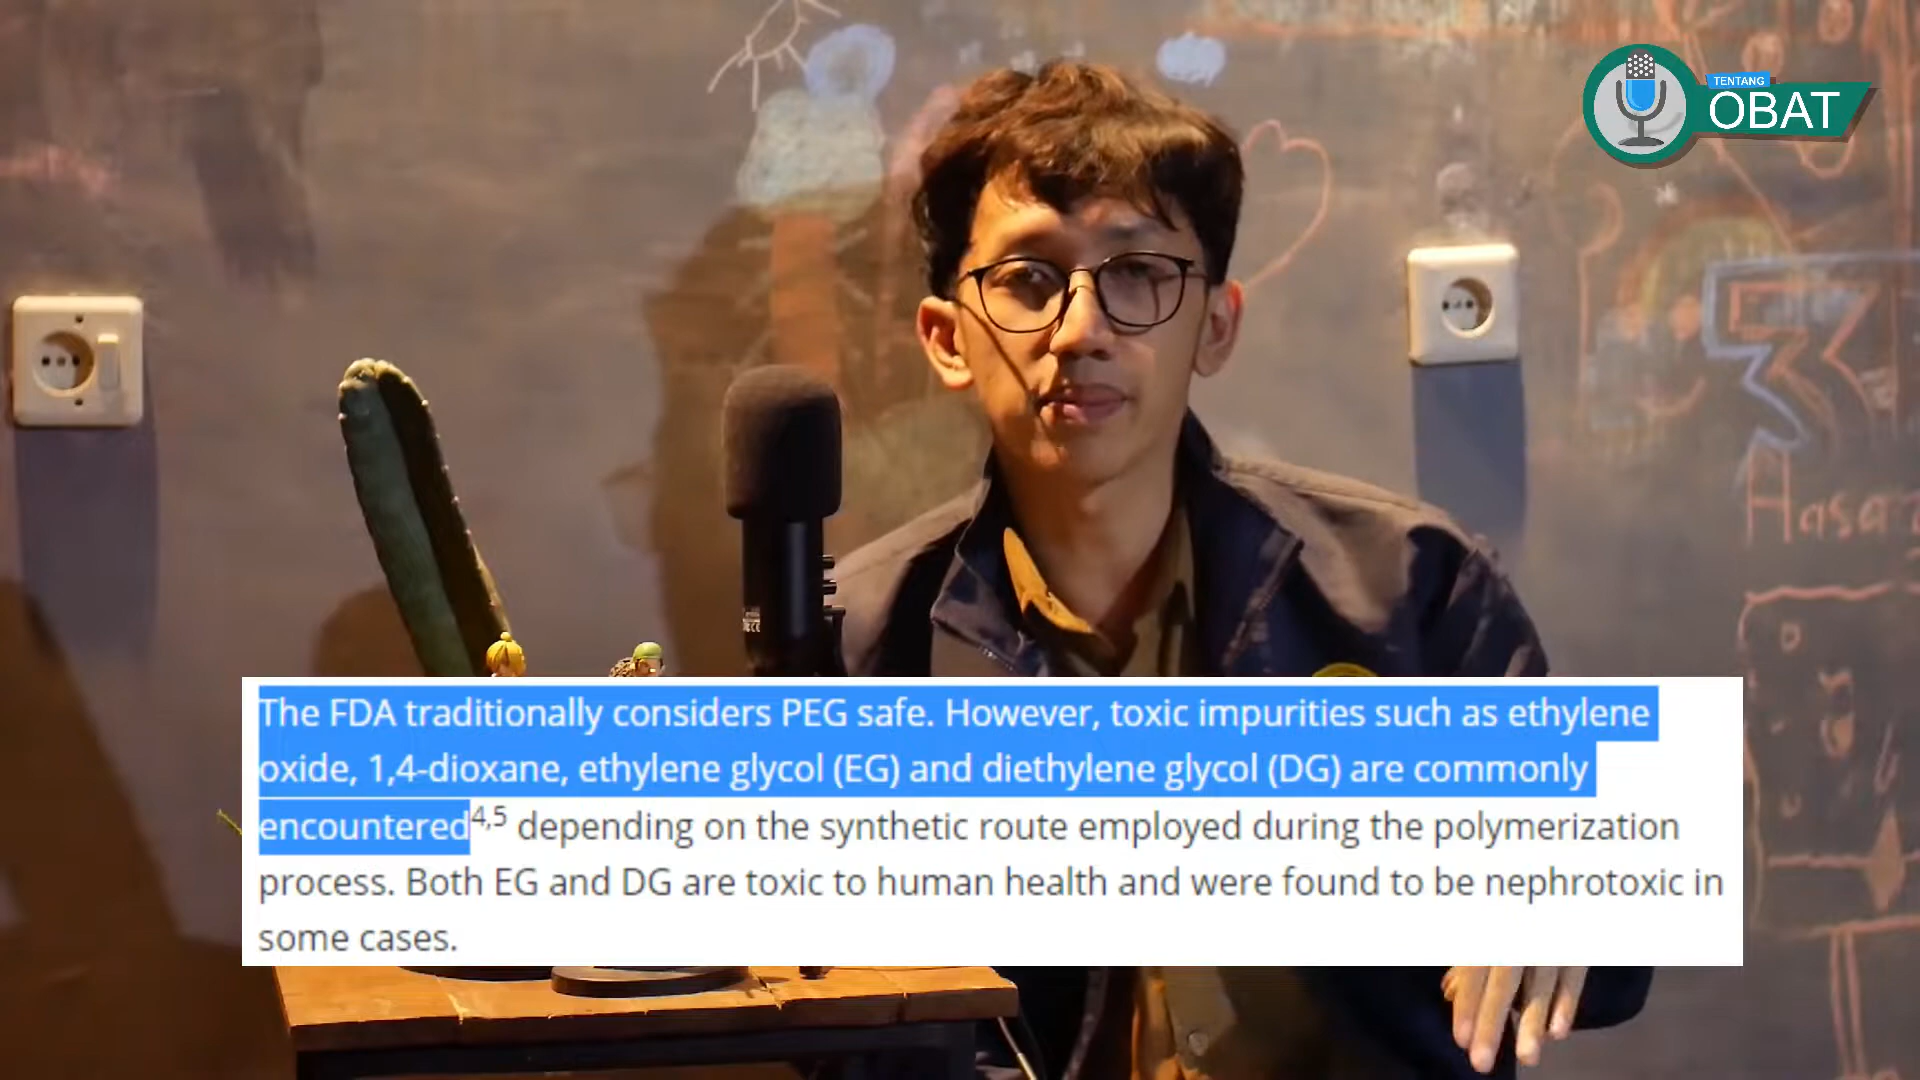 TENTANG
OBAT
Hasan
The FDA traditionally considers PEG safe. However, toxic impurities such as ethylene
oxide, 1,4-dioxane, ethylene glycol (EG) and diethylene glycol (DG) are commonly
encountered4,5 depending on the synthetic route employed during the polymerization
process. Both EG and DG are toxic to human health and were found to be nephrotoxic in
some cases.